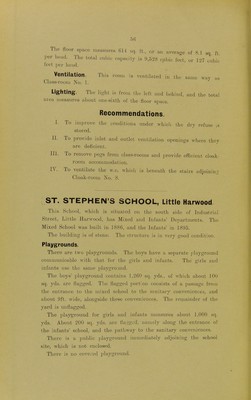 56
The floor space measures 614 sq. ft., or an average of 9.1 sq. ft.
per head. The total cubic capacity is 8,529 cubic feet, or 127 cubic
feet per head.
Ventilation. This room is ventilated in the same way as
Class-room No. 1.
Lighting. The light is from the left and behind, and the total
area measures about one-sixth of the floor space.
Recommendations.
I. To improve the conditions under which the dry refuse is
stored.
II. To provide inlet and outlet ventilation openings where they
are deficient.
III. To remove pegs from class-rooms and provide efficient cloak
room accommodation.
IV. To ventilate the w.c. which is beneath the stairs adjoining
Class-room No. 9.
ST. STEPHEN'S SCHOOL, Little Harwood.
This School, which is situated on the north side of Industrial
Street, Little Harwood, has Mixed and Infants' Departments. The
Mixed School was built in 1886, and the Infants' in 1895.
The building is of stone. The structure is in very good condition.
Playgrounds.
There are two playgrounds. The boys have a separate playground
communicable with that for the girls and infants. The girls and
infants use the same playground.
The boys' playground contains 1,300 sq. yds., of which about 100
sq. yds. are flagged. The flagged portion consists of a passage from
the entrance to the mixed school to the sanitary conveniences, and
about 8ft. wide, alongside these conveniences. The remainder of the
yard is unflagged.
The playground for girls and infants measures about 1,000 sq.
yds. About 200 sq. yds. are flagged, namely along the entrance of
the infants' school, and the pathway to the sanitary conveniences.
There is a public playground immediately adjoining the school
site, which is not enclosed.
There is no covered playground.